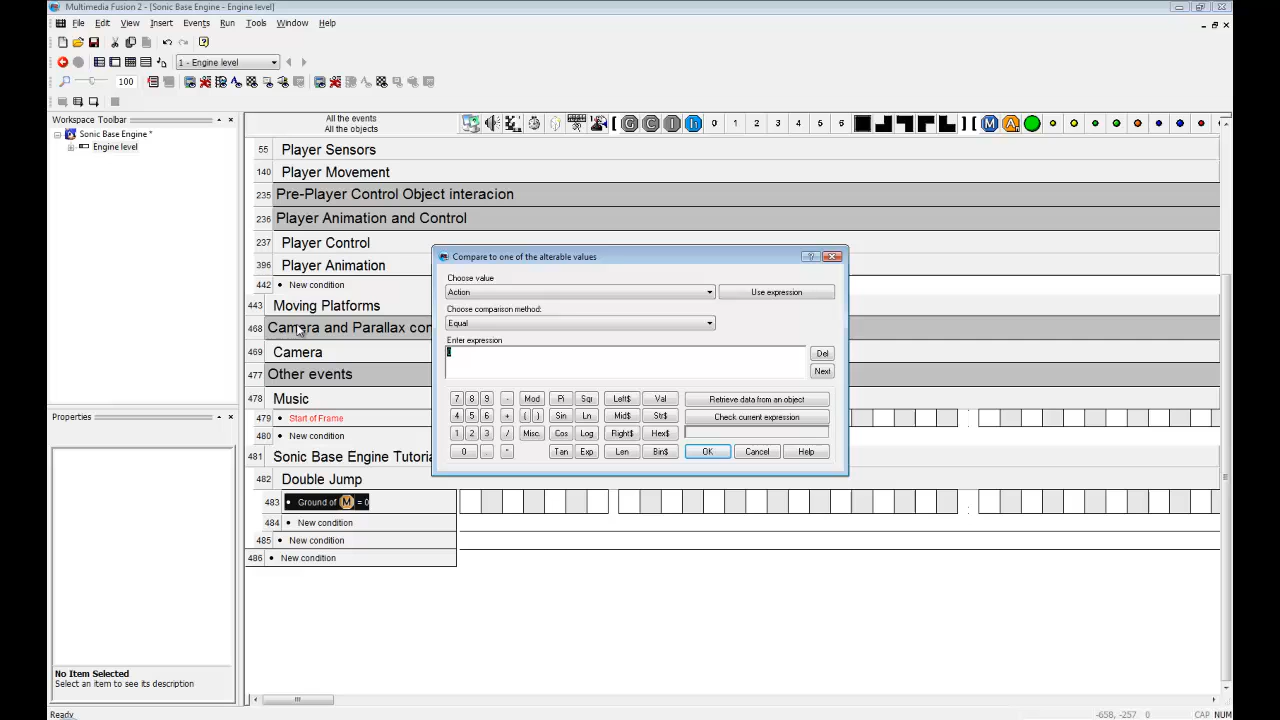 Multimedia Fusion 2 - [Sonic Base Engine - Engine level]
File Edit View Insert Events Run Tools Window Help
1 - Engine level
100
Workspace Toolbar
Sonic Base Engine *
Engine level
All the events
All the objects
0 1 2 3 4 5 6
55 Player Sensors
140 Player Movement
235 Pre-Player Control Object interacion
236 Player Animation and Control
237 Player Control
396 Player Animation
442 New condition
443 Moving Platforms
468 Camera and Parallax con
469 Camera
477 Other events
478 Music
479 Start of Frame
480 New condition
481 Sonic Base Engine Tutoria
482 Double Jump
483 Ground of M = 0
484 New condition
485 New condition
486 New condition
Compare to one of the alterable values
Choose value
Action
Use expression
Choose comparison method:
Equal
Enter expression
0
Del
Next
7 8 9 - Mod Pi Sqr Left$ Val Retrieve data from an object
4 5 6 + ( ) Sin Ln Mid$ Str$ Check current expression
1 2 3 / Misc. Cos Log Right$ Hex$
0 . * Tan Exp Len Bin$ OK Cancel Help
Properties
No Item Selected
Select an item to see its description
Ready
-658, -257 0 CAP NUM